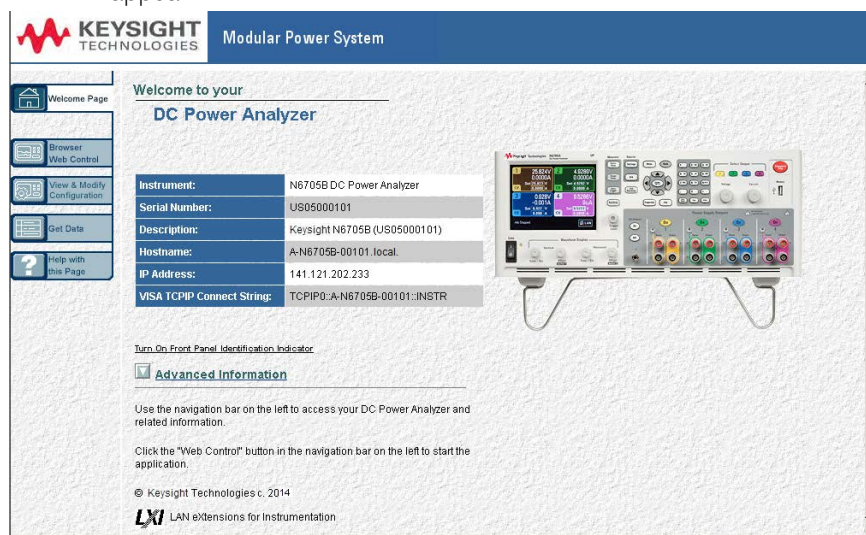 KEYSIGHT
TECHNOLOGIES
Modular Power System
Welcome Page
Browser
Web Control
View & Modify
Configuration
Get Data
Help with
this Page
Welcome to your
DC Power Analyzer
Instrument: N6705B DC Power Analyzer
Serial Number: US05000101
Description: Keysight N6705B (US05000101)
Hostname: A-N6705B-00101.local.
IP Address: 141.121.202.233
VISA TCPIP Connect String: TCPIP0::A-N6705B-00101::INSTR
Turn On Front Panel Identification Indicator
Advanced Information
Use the navigation bar on the left to access your DC Power Analyzer and
related information.
Click the "Web Control" button in the navigation bar on the left to start the
application.
© Keysight Technologies c. 2014
LXI LAN eXtensions for Instrumentation